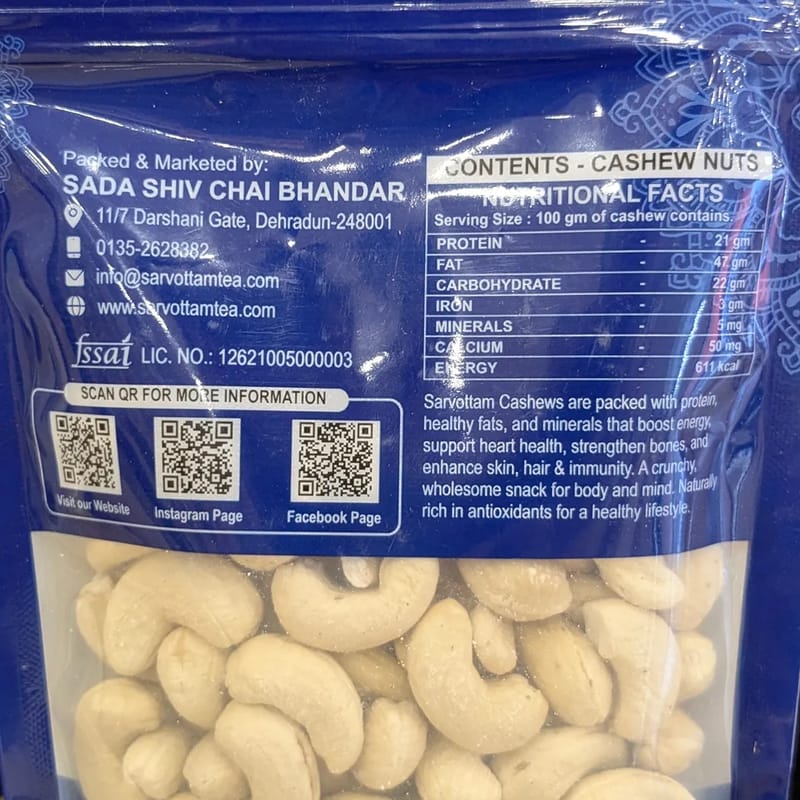 Packed & Marketed by:
SADA SHIV CHAI BHANDAR
11/7 Darshani Gate, Dehradun-248001
0135-2628382
info@sarvottamtea.com
www.sarvottamtea.com
fssai LIC. NO.: 12621005000003
SCAN QR FOR MORE INFORMATION
Visit our Website
Instagram Page
Facebook Page
CONTENTS - CASHEW NUTS
NUTRITIONAL FACTS
Serving Size : 100 gm of cashew contains.
PROTEIN - 21 gm
FAT - 47 gm
CARBOHYDRATE - 22 gm
IRON - 3 gm
MINERALS - 5 mg
CALCIUM - 50 mg
ENERGY - 611 kcal
Sarvottam Cashews are packed with protein,
healthy fats, and minerals that boost energy,
support heart health, strengthen bones, and
enhance skin, hair & immunity. A crunchy,
wholesome snack for body and mind. Naturally
rich in antioxidants for a healthy lifestyle.